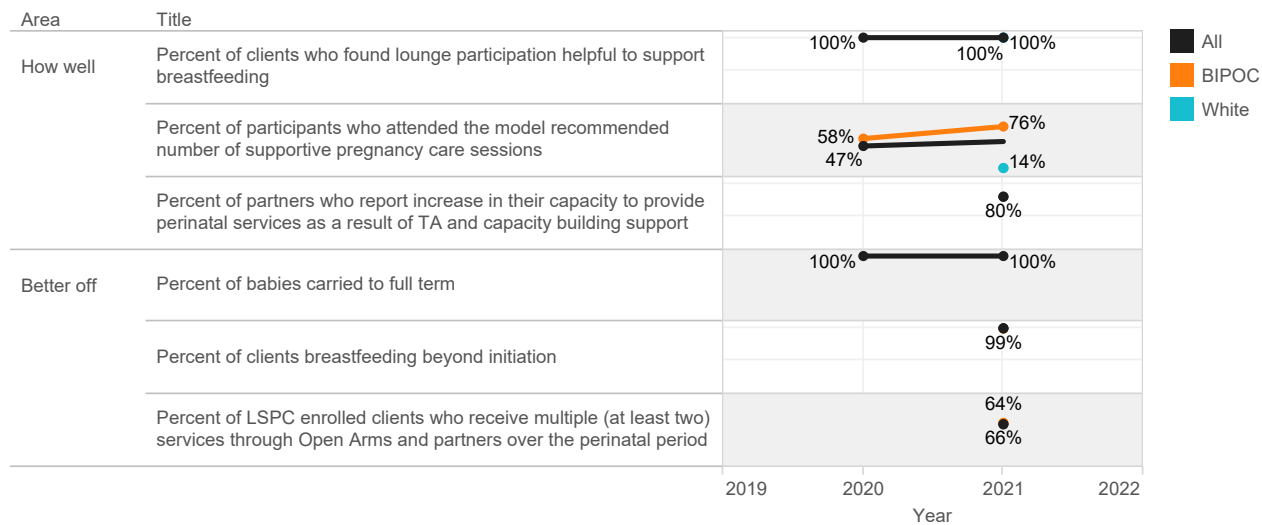 Area Title
All
BIPOC
White
How well
Percent of clients who found lounge participation helpful to support
breastfeeding
100% 100%
100%
Percent of participants who attended the model recommended
number of supportive pregnancy care sessions
58% 76%
47% 14%
Percent of partners who report increase in their capacity to provide
perinatal services as a result of TA and capacity building support
80%
Better off
Percent of babies carried to full term
100% 100%
Percent of clients breastfeeding beyond initiation
99%
Percent of LSPC enrolled clients who receive multiple (at least two)
services through Open Arms and partners over the perinatal period
64%
66%
2019 2020 2021 2022
Year